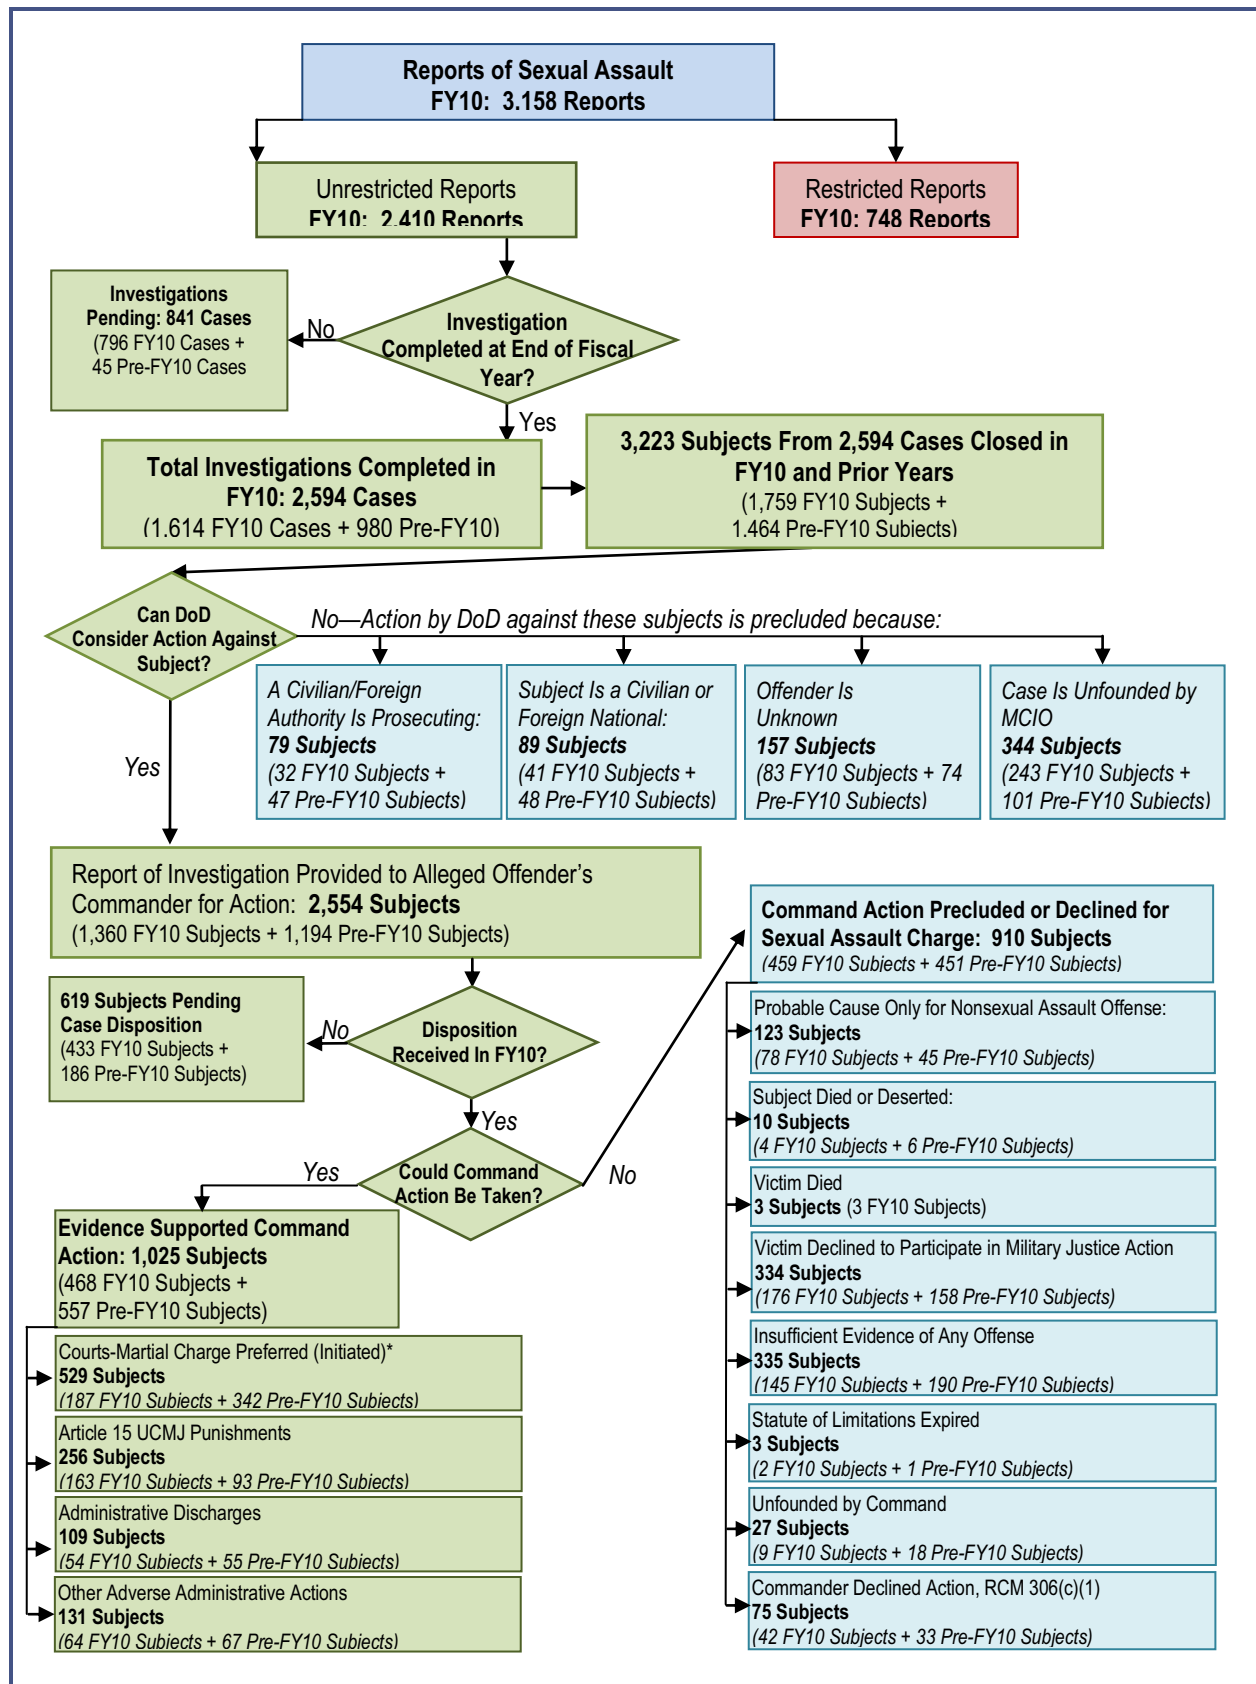 Reports of Sexual Assault
FY10: 3.158 Reports
Unrestricted Reports
FY10: 2.410 Reports
Restricted Reports
FY10: 748 Reports
Investigations
Pending: 841 Cases
(796 FY10 Cases +
45 Pre-FY10 Cases
No
Investigation
Completed at End of Fiscal
Year?
Yes
Total Investigations Completed in
FY10: 2,594 Cases
(1.614 FY10 Cases + 980 Pre-FY10)
3,223 Subjects From 2,594 Cases Closed in
FY10 and Prior Years
(1,759 FY10 Subjects +
1.464 Pre-FY10 Subjects)
Can DoD
Consider Action Against
Subject?
No—Action by DoD against these subjects is precluded because:
A Civilian/Foreign
Authority Is Prosecuting:
79 Subjects
(32 FY10 Subjects +
47 Pre-FY10 Subjects)
Subject Is a Civilian or
Foreign National:
89 Subjects
(41 FY10 Subjects +
48 Pre-FY10 Subjects)
Offender Is
Unknown
157 Subjects
(83 FY10 Subjects + 74
Pre-FY10 Subjects)
Case Is Unfounded by
MCIO
344 Subjects
(243 FY10 Subjects +
101 Pre-FY10 Subjects)
Yes
Report of Investigation Provided to Alleged Offender's
Commander for Action: 2,554 Subjects
(1,360 FY10 Subjects + 1,194 Pre-FY10 Subjects)
619 Subjects Pending
Case Disposition
(433 FY10 Subjects +
186 Pre-FY10 Subjects)
No
Disposition
Received In FY10?
Yes
Could Command
Action Be Taken?
Yes
No
Evidence Supported Command
Action: 1,025 Subjects
(468 FY10 Subjects +
557 Pre-FY10 Subjects)
Courts-Martial Charge Preferred (Initiated)*
529 Subjects
(187 FY10 Subjects + 342 Pre-FY10 Subjects)
Article 15 UCMJ Punishments
256 Subjects
(163 FY10 Subjects + 93 Pre-FY10 Subjects)
Administrative Discharges
109 Subjects
(54 FY10 Subjects + 55 Pre-FY10 Subjects)
Other Adverse Administrative Actions
131 Subjects
(64 FY10 Subjects + 67 Pre-FY10 Subjects)
Command Action Precluded or Declined for
Sexual Assault Charge: 910 Subjects
(459 FY10 Subjects + 451 Pre-FY10 Subjects)
Probable Cause Only for Nonsexual Assault Offense:
123 Subjects
(78 FY10 Subjects + 45 Pre-FY10 Subjects)
Subject Died or Deserted:
10 Subjects
(4 FY10 Subjects + 6 Pre-FY10 Subjects)
Victim Died
3 Subjects (3 FY10 Subjects)
Victim Declined to Participate in Military Justice Action
334 Subjects
(176 FY10 Subjects + 158 Pre-FY10 Subjects)
Insufficient Evidence of Any Offense
335 Subjects
(145 FY10 Subjects + 190 Pre-FY10 Subjects)
Statute of Limitations Expired
3 Subjects
(2 FY10 Subjects + 1 Pre-FY10 Subjects)
Unfounded by Command
27 Subjects
(9 FY10 Subjects + 18 Pre-FY10 Subjects)
Commander Declined Action, RCM 306(c)(1)
75 Subjects
(42 FY10 Subjects + 33 Pre-FY10 Subjects)